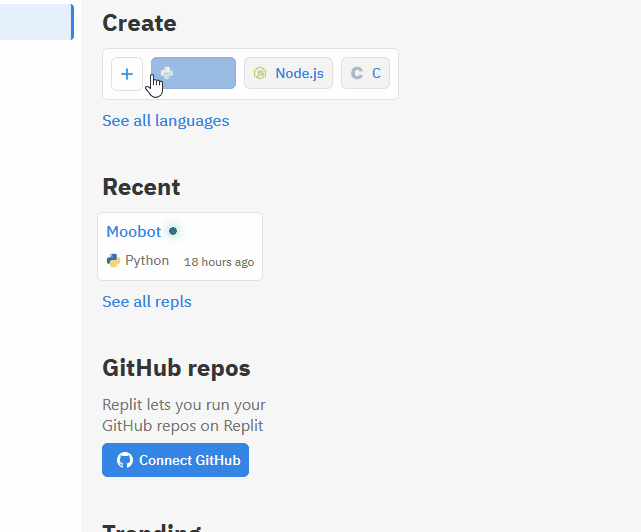 Create
+
Node.js
C
See all languages
Recent
Moobot
Python
18 hours ago
See all repls
GitHub repos
Replit lets you run your
GitHub repos on Replit
Connect GitHub
Trending